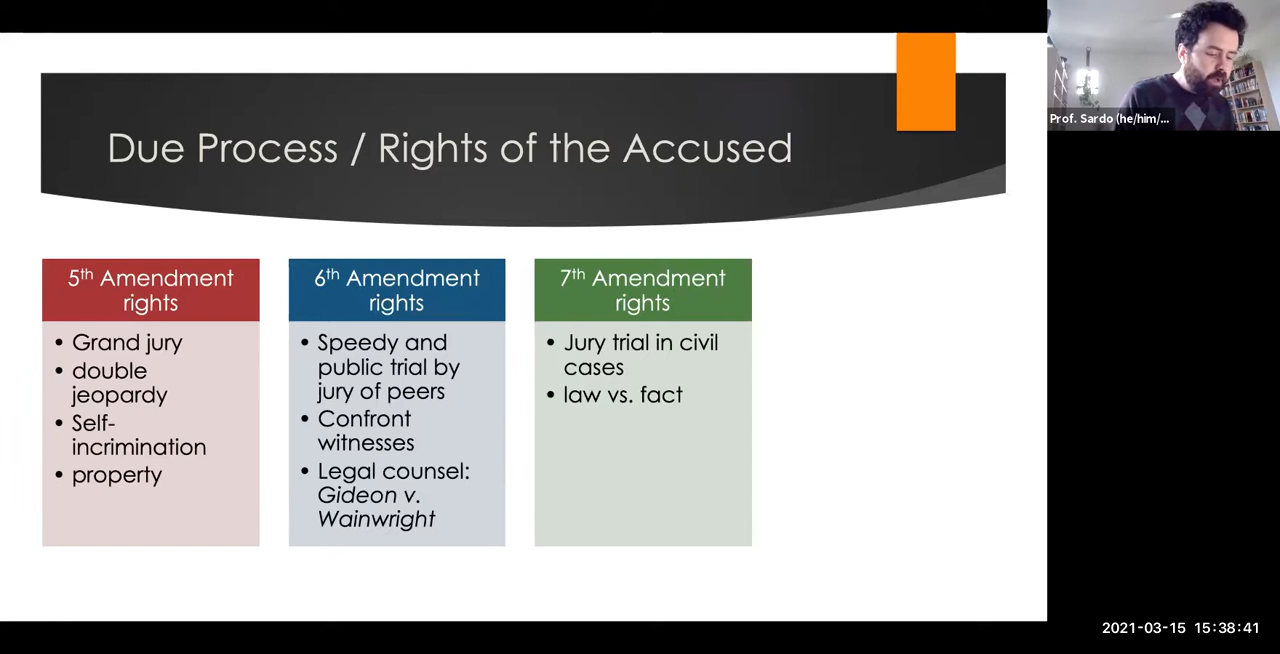 Due Process / Rights of the Accused
Prof. Sardo (he/him/...
5th Amendment
rights
• Grand jury
• double
jeopardy
• Self-
incrimination
• property
6th Amendment
rights
• Speedy and
public trial by
jury of peers
• Confront
witnesses
• Legal counsel:
Gideon v.
Wainwright
7th Amendment
rights
• Jury trial in civil
cases
• law vs. fact
2021-03-15 15:38:41